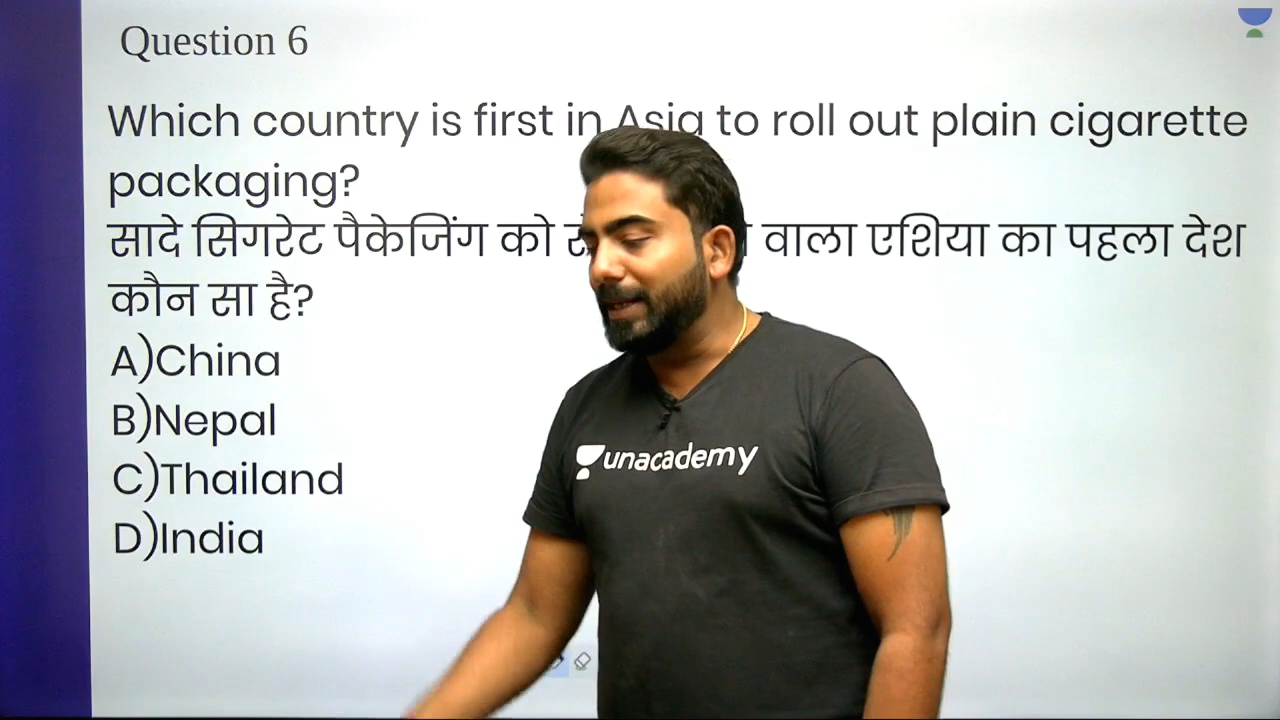 Question 6
Which country is first in Asia to roll out plain cigarette
packaging?
सादे सिगरेट पैकेजिंग को वाला एशिया का पहला देश
कौन सा है?
A)China
B)Nepal
C)Thailand
D)India
unacademy